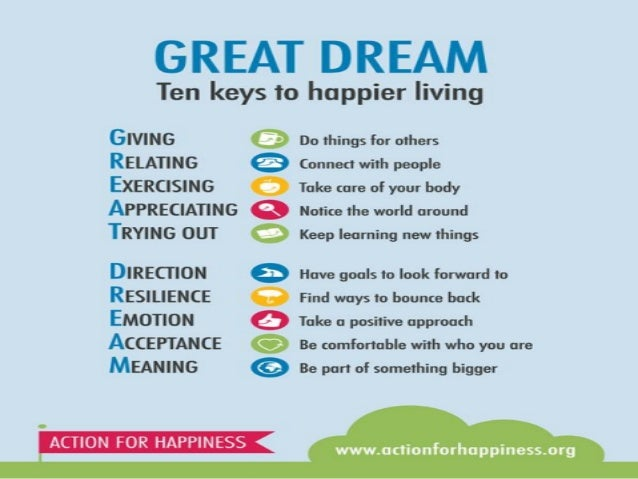 GREAT DREAM
Ten keys to happier living
GIVING Do things for others
RELATING Connect with people
EXERCISING Take care of your body
APPRECIATING Notice the world around
TRYING OUT Keep learning new things
DIRECTION Have goals to look forward to
RESILIENCE Find ways to bounce back
EMOTION Take a positive approach
ACCEPTANCE Be comfortable with who you are
MEANING Be part of something bigger
ACTION FOR HAPPINESS
www.actionforhappiness.org